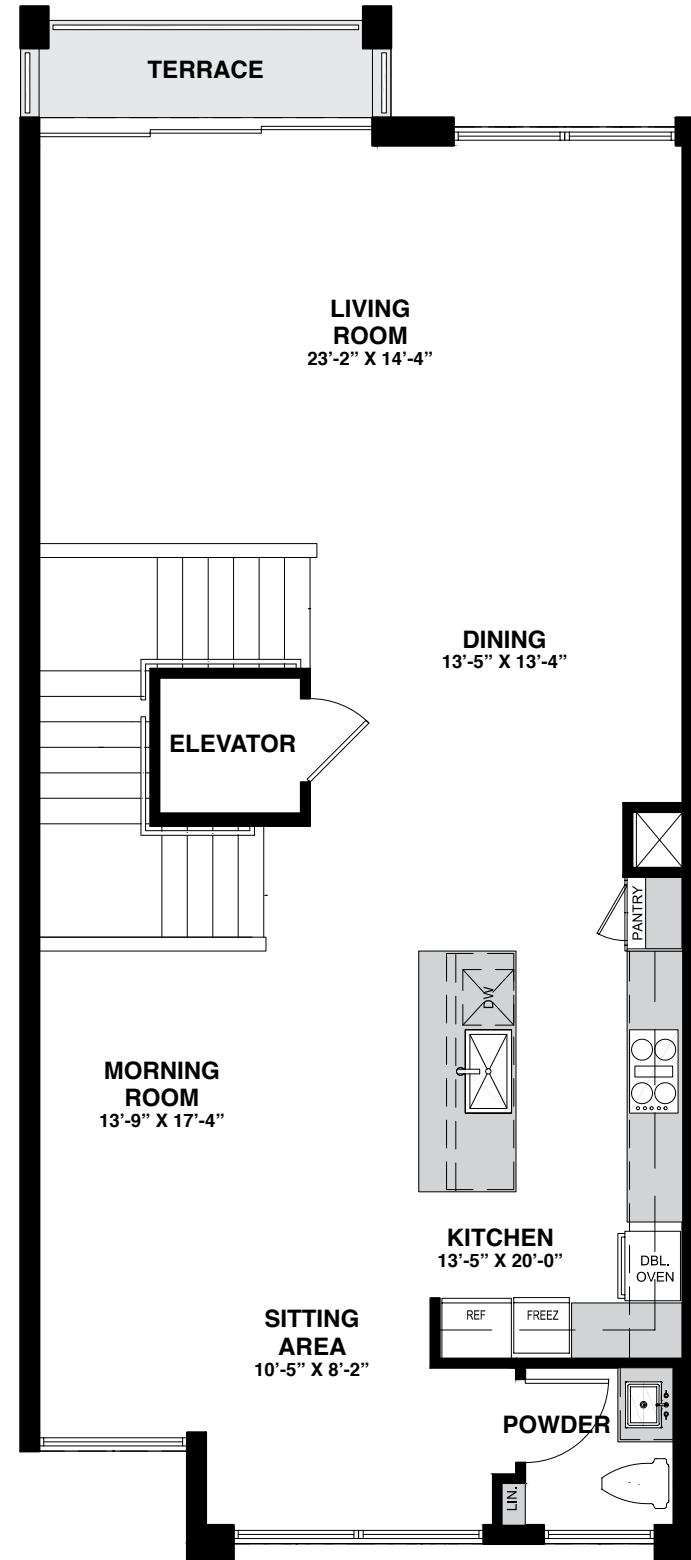 TERRACE
LIVING
ROOM
23’-2” X 14’-4”
DINING
13’-5” X 13’-4”
ELEVATOR
PANTRY
DW
MORNING
ROOM
13’-9” X 17’-4”
KITCHEN
13’-5” X 20’-0”
DBL.
OVEN
REF
FREEZ
SITTING
AREA
10’-5” X 8’-2”
POWDER
LIN.